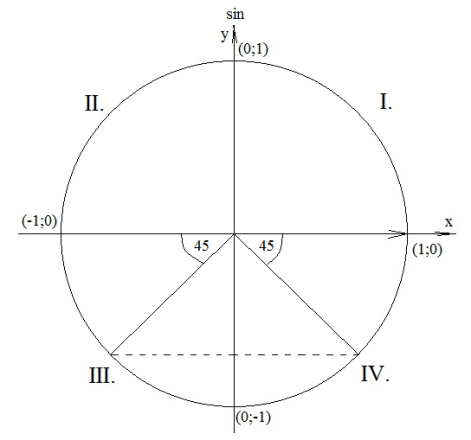 sin
y
(0;1)
II.
I.
(-1;0)
x
45
45
(1;0)
III.
IV.
(0;-1)